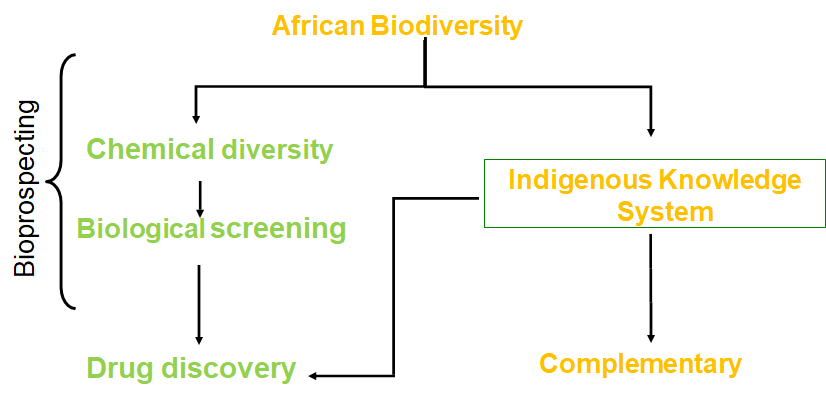 African Biodiversity
Bioprospecting
Chemical diversity
Indigenous Knowledge
System
Biological screening
Drug discovery
Complementary